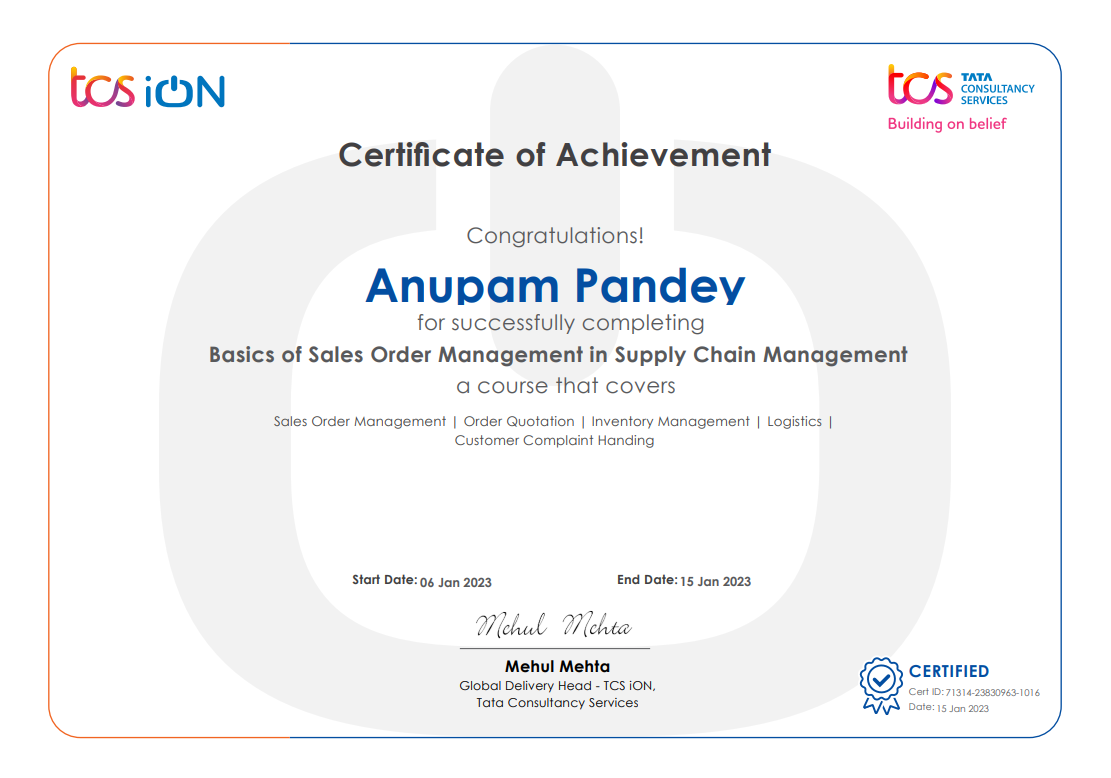 tcs iON
tcs TATA
CONSULTANCY
SERVICES
Building on belief
Certificate of Achievement
Congratulations!
Anupam Pandey
for successfully completing
Basics of Sales Order Management in Supply Chain Management
a course that covers
Sales Order Management | Order Quotation | Inventory Management | Logistics |
Customer Complaint Handing
Start Date: 06 Jan 2023 End Date: 15 Jan 2023
Mehul Mehta
Mehul Mehta
Global Delivery Head - TCS iON,
Tata Consultancy Services
CERTIFIED
Cert ID: 71314-23830963-1016
Date: 15 Jan 2023